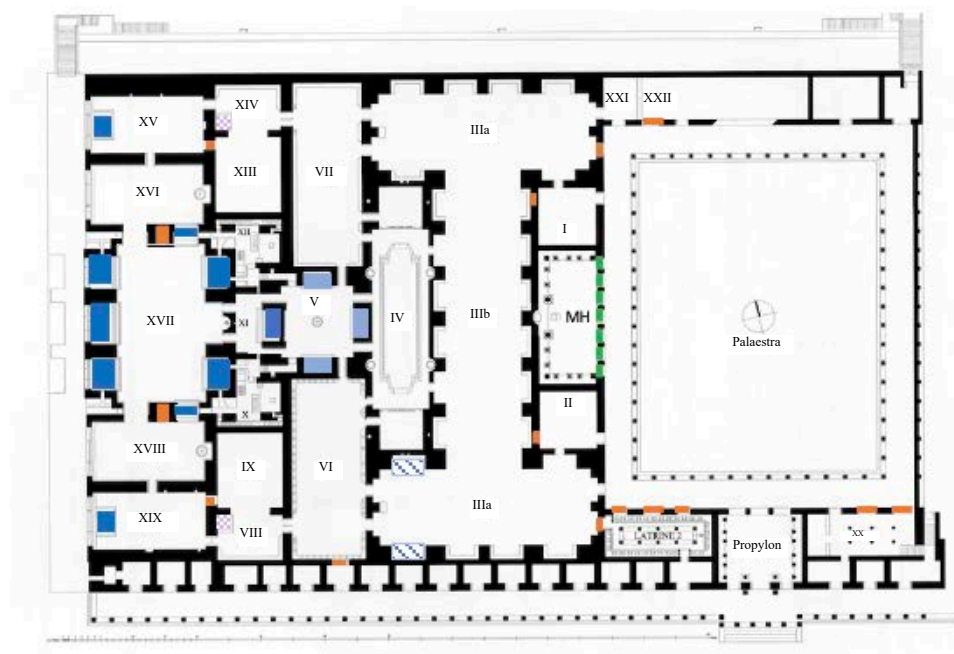 XV
XIV
XXI
XXII
IIIa
XIII
VII
XVI
I
XII
V
XVII
XI
IV
IIIb
MH
Palaestra
II
X
XVIII
IX
VI
XIX
VIII
IIIa
LATRINE 2
Propylon
XX